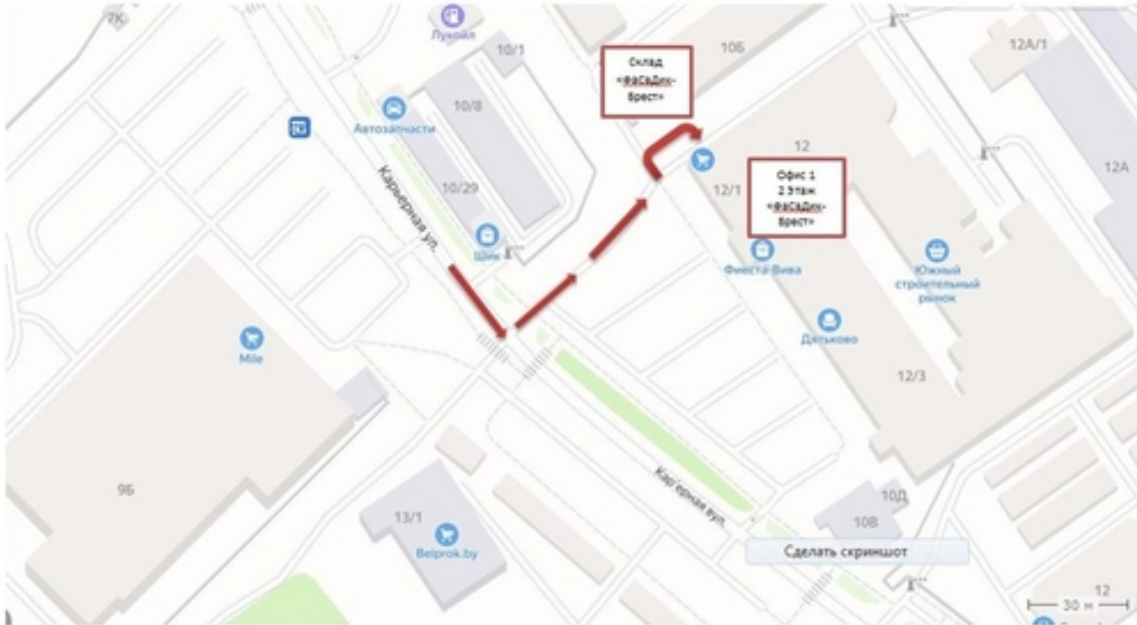 7К
Лукойл
10/1
10Б
12А/1
Склад
«ФаСаДик-
Брест»
10/8
Автозапчасти
12
12А
Офис 1
2 Этаж
«ФаСаДик-
Брест»
12/1
10/29
Карьерная ул.
Шик
Фиеста Вива
Южный
строительный
рынок
Дятьково
Mile
12/3
9Б
Кар'ерная вул.
10Д
10В
13/1
Belprok.by
Сделать скриншот
12
30 м